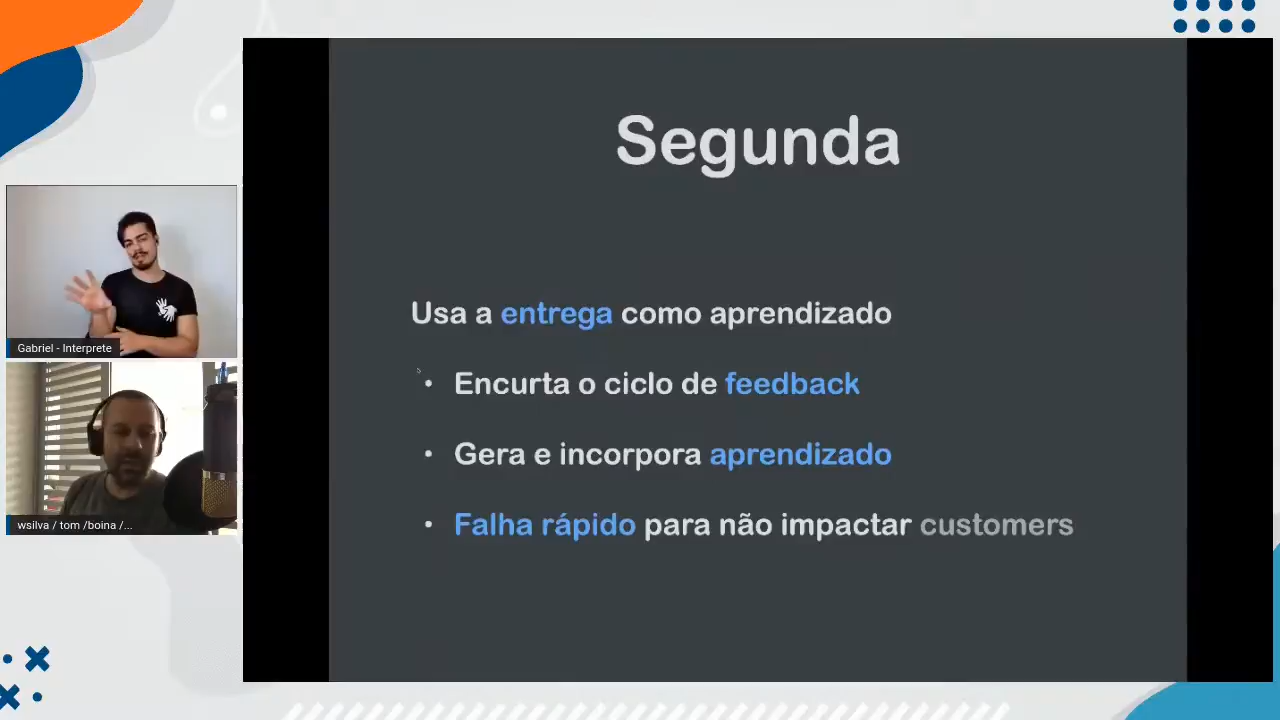 Segunda
Usa a entrega como aprendizado
• Encurta o ciclo de feedback
• Gera e incorpora aprendizado
• Falha rápido para não impactar customers
Gabriel - Interprete
wsilva / tom /boina /...